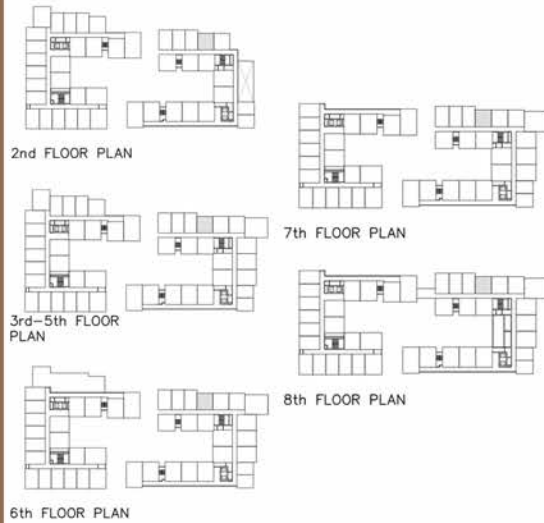 2nd FLOOR PLAN
3rd-5th FLOOR
PLAN
6th FLOOR PLAN
7th FLOOR PLAN
8th FLOOR PLAN